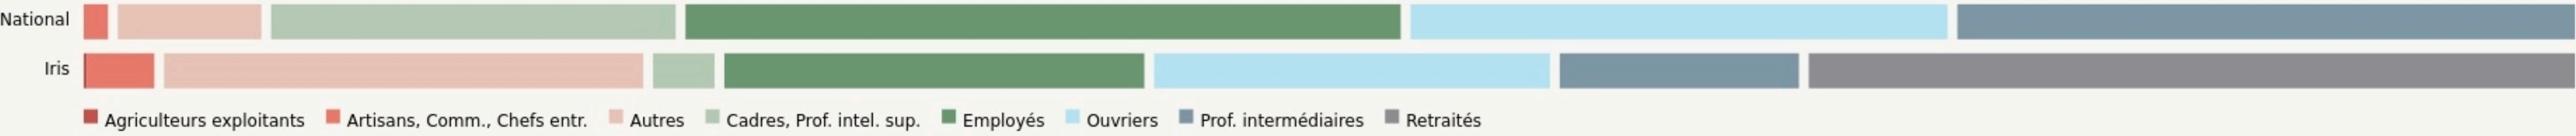 National
Iris
Agriculteurs exploitants Artisans, Comm., Chefs entr. Autres Cadres, Prof. intel. sup. Employés Ouvriers Prof. intermédiaires Retraités